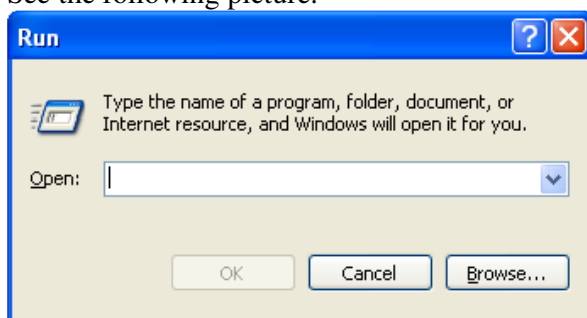 See the following picture:
Run
?
Type the name of a program, folder, document, or
Internet resource, and Windows will open it for you.
Open:
OK
Cancel
Browse...